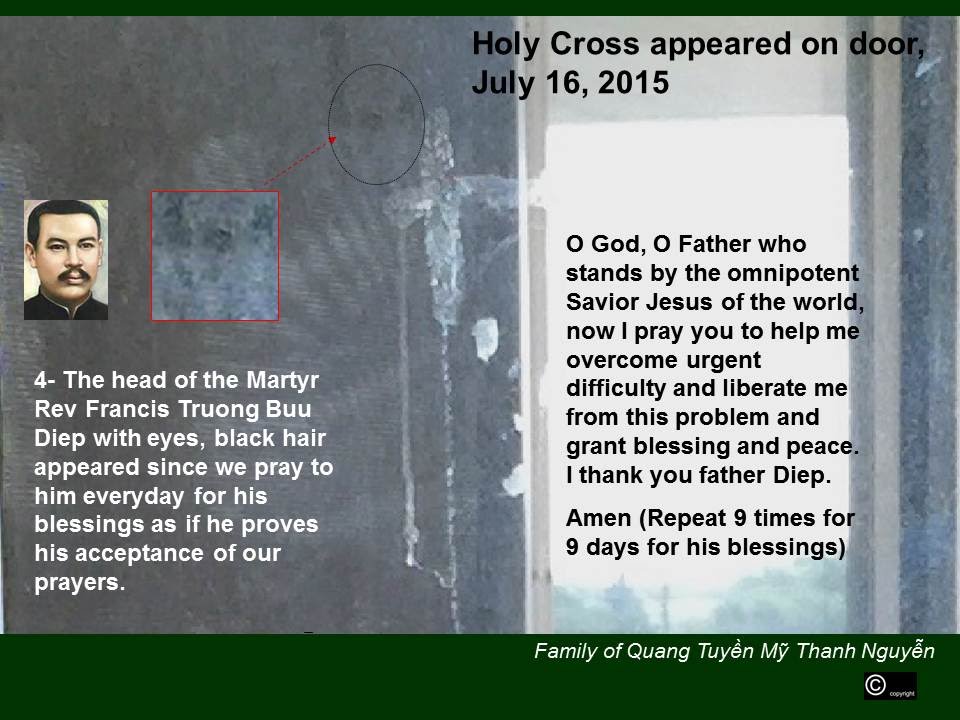 Holy Cross appeared on door,
July 16, 2015
4- The head of the Martyr
Rev Francis Truong Buu
Diep with eyes, black hair
appeared since we pray to
him everyday for his
blessings as if he proves
his acceptance of our
prayers.
O God, O Father who
stands by the omnipotent
Savior Jesus of the world,
now I pray you to help me
overcome urgent
difficulty and liberate me
from this problem and
grant blessing and peace.
I thank you father Diep.
Amen (Repeat 9 times for
9 days for his blessings)
Family of Quang Tuyền Mỹ Thanh Nguyễn
© copyright